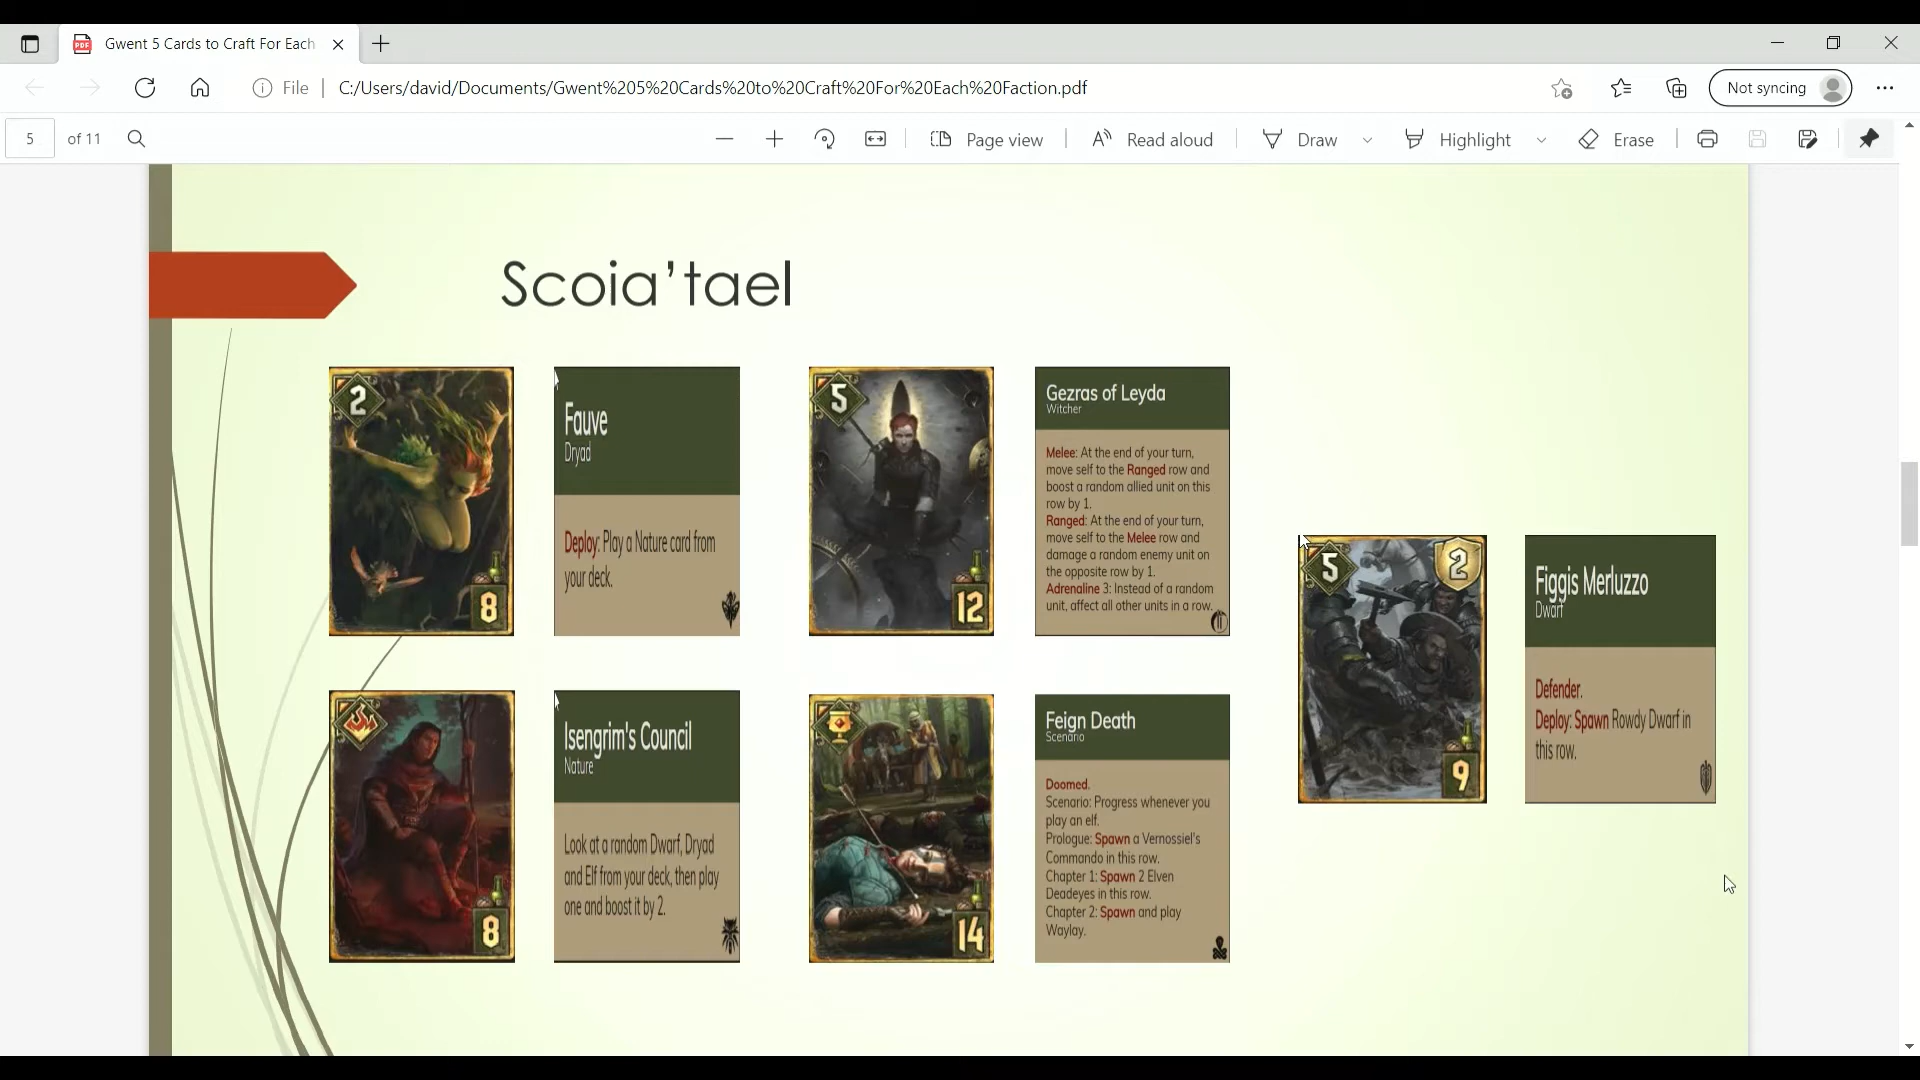 Gwent 5 Cards to Craft For Each
File
C:/Users/david/Documents/Gwent%205%20Cards%20to%20Craft%20For%20Each%20Faction.pdf
Not syncing
5 of 11
Page view
Read aloud
Draw
Highlight
Erase
Scoia'tael
2
8
Fauve
Dryad
Deploy: Play a Nature card from
your deck.
5
12
Gezras of Leyda
Witcher
Melee: At the end of your turn,
move self to the Ranged row and
boost a random allied unit on this
row by 1.
Ranged: At the end of your turn,
move self to the Melee row and
damage a random enemy unit on
the opposite row by 1.
Adrenaline 3: Instead of a random
unit, affect all other units in a row.
5
2
9
Figgis Merluzzo
Dwarf
Defender.
Deploy: Spawn Rowdy Dwarf in
this row.
8
Isengrim's Council
Nature
Look at a random Dwarf, Dryad
and Elf from your deck, then play
one and boost it by 2.
14
Feign Death
Scenario
Doomed.
Scenario: Progress whenever you
play an elf.
Prologue: Spawn a Vernossiel's
Commando in this row.
Chapter 1: Spawn 2 Elven
Deadeyes in this row.
Chapter 2: Spawn and play
Waylay.